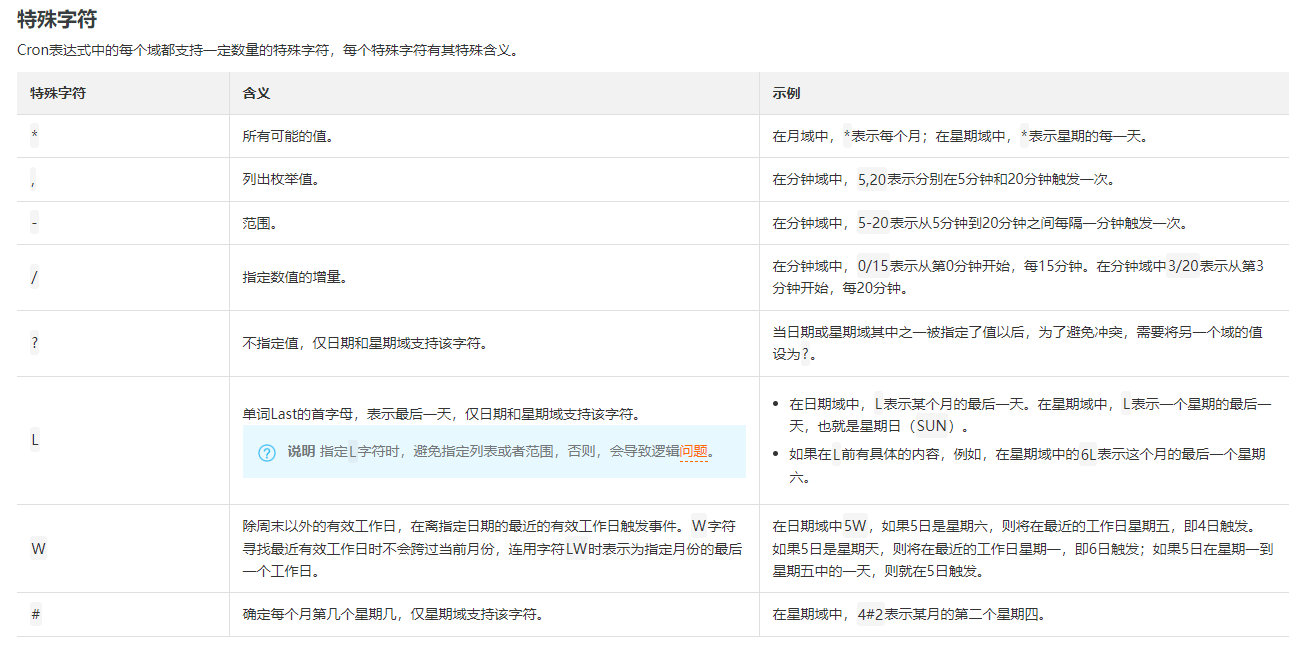 特殊字符
Cron表达式中的每个域都支持一定数量的特殊字符，每个特殊字符有其特殊含义。
特殊字符 含义 示例
* 所有可能的值。 在月域中，*表示每个月；在星期域中，*表示星期的每一天。
, 列出枚举值。 在分钟域中，5,20表示分别在5分钟和20分钟触发一次。
- 范围。 在分钟域中，5-20表示从5分钟到20分钟之间每隔一分钟触发一次。
/ 指定数值的增量。 在分钟域中，0/15表示从第0分钟开始，每15分钟。在分钟域中3/20表示从第3
分钟开始，每20分钟。
? 不指定值，仅日期和星期域支持该字符。 当日期或星期域其中之一被指定了值以后，为了避免冲突，需要将另一个域的值
设为?。
L
单词Last的首字母，表示最后一天，仅日期和星期域支持该字符。
说明 指定L字符时，避免指定列表或者范围，否则，会导致逻辑问题。
• 在日期域中，L表示某个月的最后一天。在星期域中，L表示一个星期的最后一
天，也就是星期日（SUN）。
• 如果在L前有具体的内容，例如，在星期域中的6L表示这个月的最后一个星期
六。
W
除周末以外的有效工作日，在离指定日期的最近的有效工作日触发事件。W字符
寻找最近有效工作日时不会跨过当前月份，连用字符LW时表示为指定月份的最后
一个工作日。
在日期域中5W，如果5日是星期六，则将在最近的工作日星期五，即4日触发。
如果5日是星期天，则将在最近的工作日星期一，即6日触发；如果5日在星期一到
星期五中的一天，则就在5日触发。
# 确定每个月第几个星期几，仅星期域支持该字符。 在星期域中，4#2表示某月的第二个星期四。